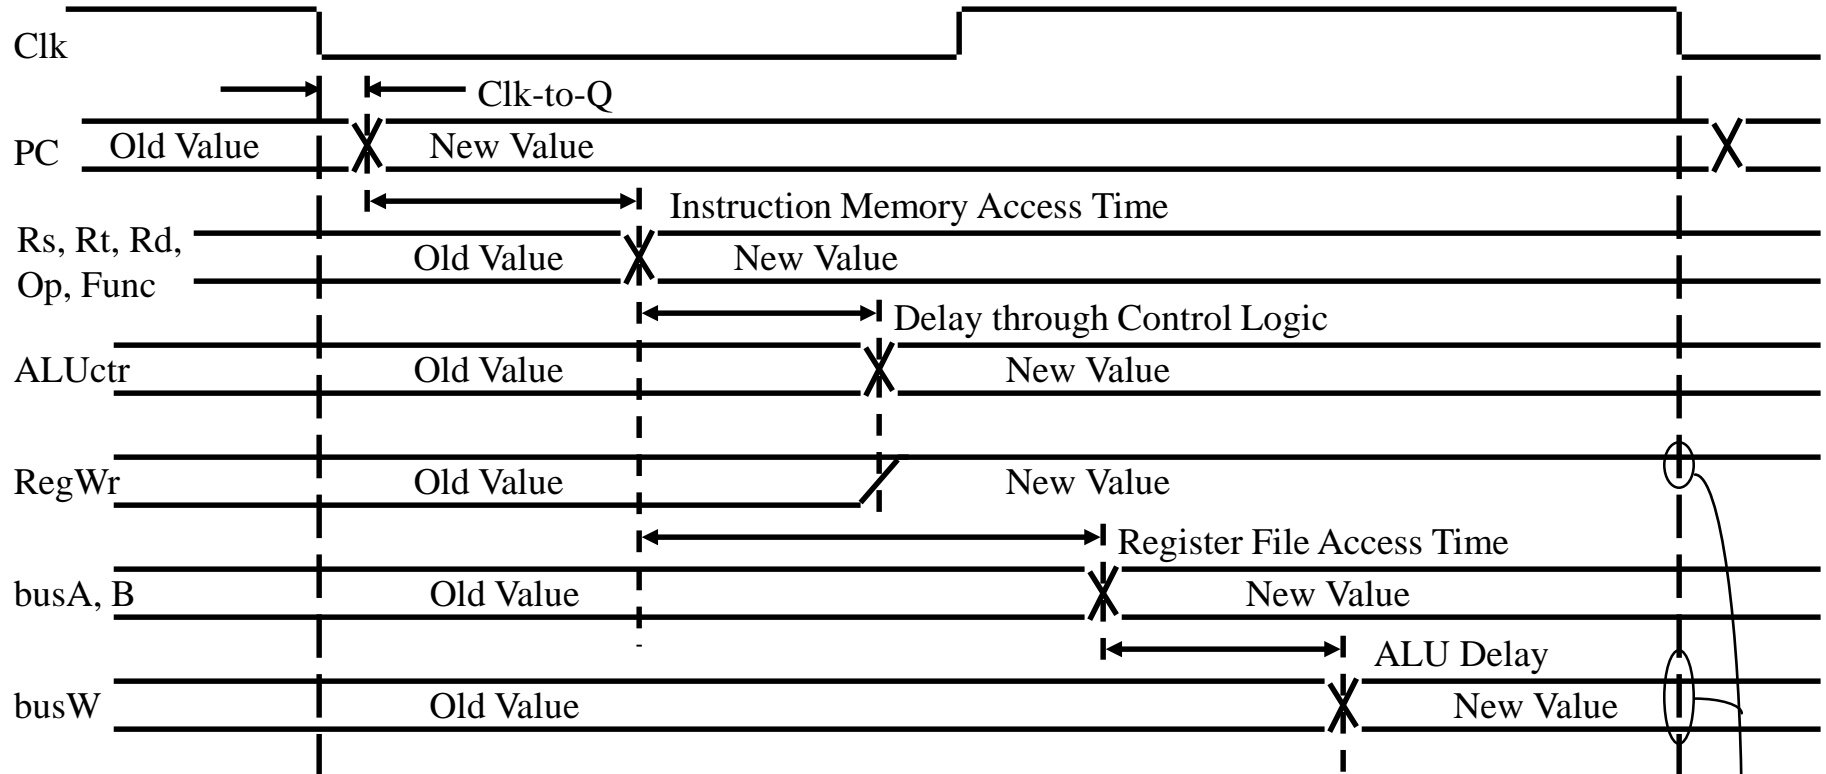 Clk
Clk-to-Q
PC Old Value New Value
Instruction Memory Access Time
Rs, Rt, Rd,
Op, Func
Old Value New Value
Delay through Control Logic
ALUctr Old Value New Value
RegWr Old Value New Value
Register File Access Time
busA, B Old Value New Value
ALU Delay
busW Old Value New Value